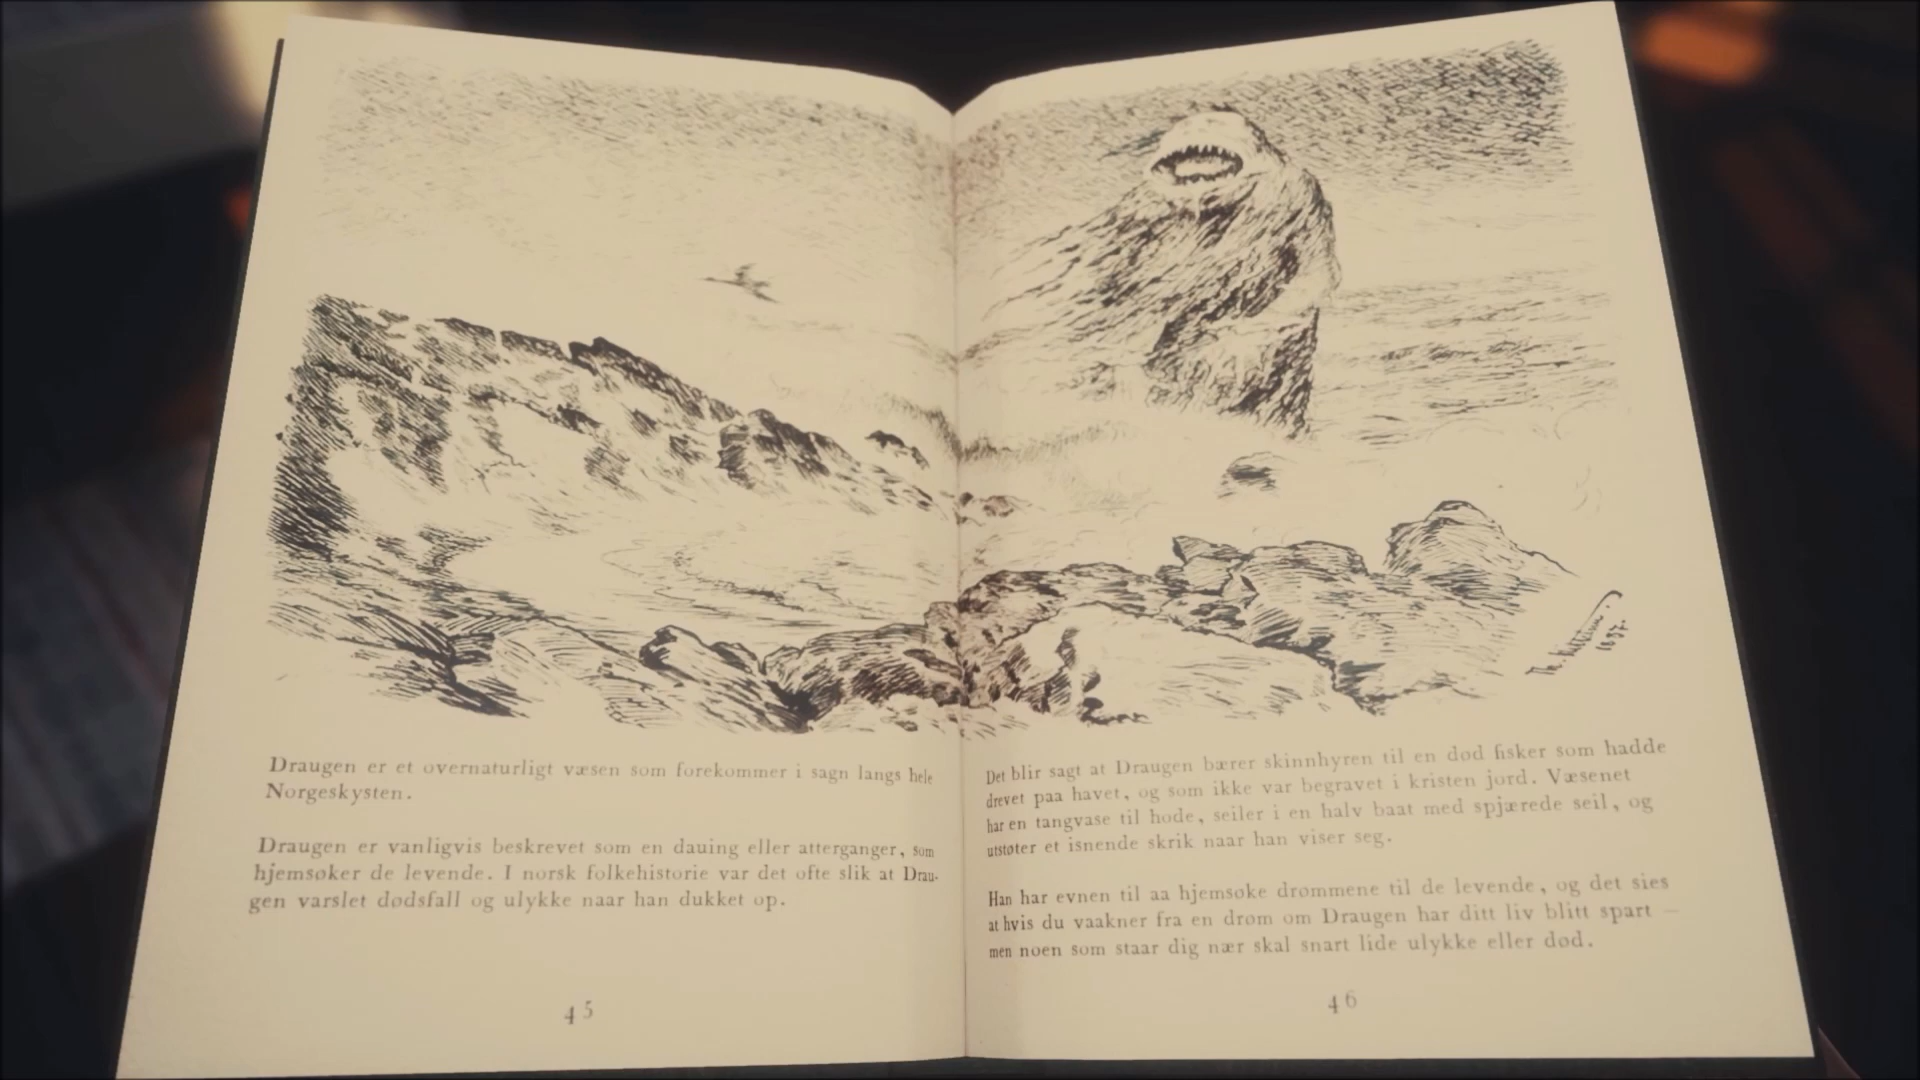 Draugen er et overnaturligt væsen som forekommer i sagn langs hele
Norgeskysten.
Draugen er vanligvis beskrevet som en dauing eller atterganger, som
hjemsøker de levende. I norsk folkehistorie var det ofte slik at Drau-
gen varslet dødsfall og ulykke naar han dukket op.
45
1897.
Det blir sagt at Draugen bærer skinnhyren til en død fisker som hadde
drevet paa havet, og som ikke var begravet i kristen jord. Væsenet
har en tangvase til hode, seiler i en halv baat med spjærede seil, og
utstøter et isnende skrik naar han viser seg.
Han har evnen til aa hjemsøke drømmene til de levende, og det sies
at hvis du vaakner fra en drøm om Draugen har ditt liv blitt spart —
men noen som staar dig nær skal snart lide ulykke eller død.
46